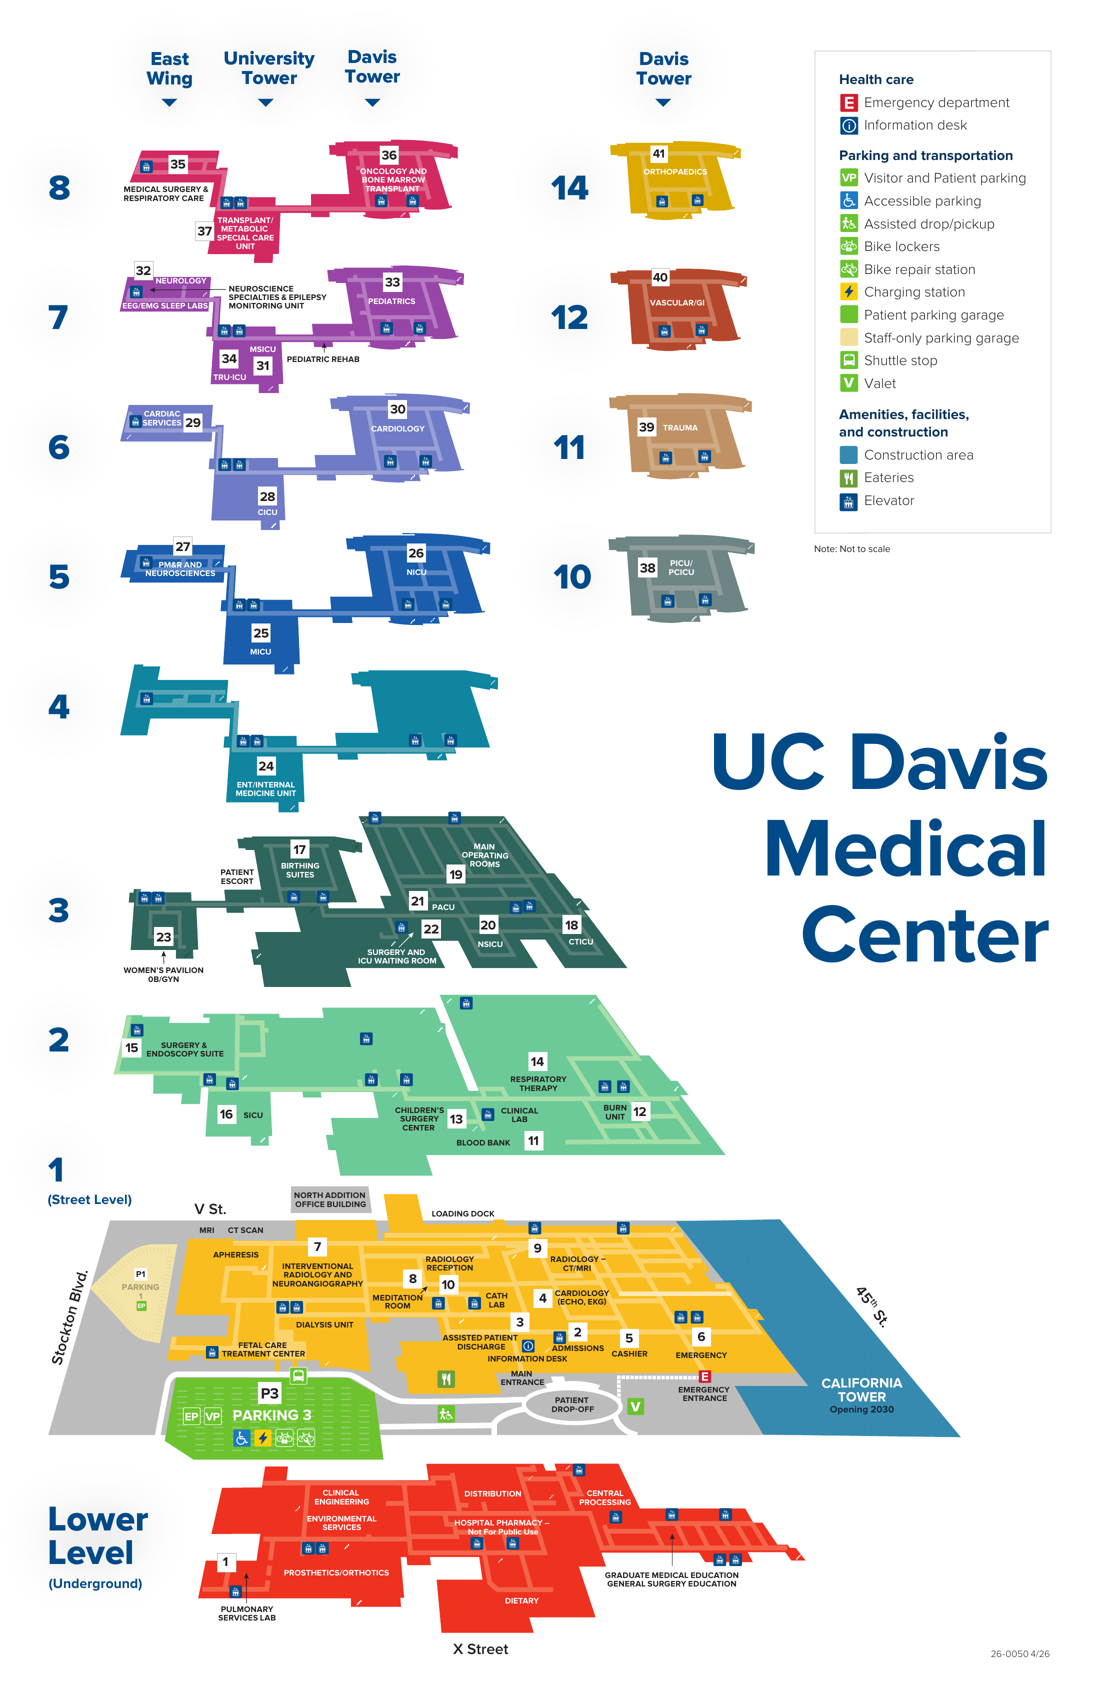 East
Wing
University
Tower
Davis
Tower
Davis
Tower
Health care
E Emergency department
Information desk
Parking and transportation
VP Visitor and Patient parking
Accessible parking
Assisted drop/pickup
Bike lockers
Bike repair station
Charging station
Patient parking garage
Staff-only parking garage
Shuttle stop
V Valet
Amenities, facilities,
and construction
Construction area
Eateries
Elevator
Note: Not to scale
8
35
MEDICAL SURGERY &
RESPIRATORY CARE
36
ONCOLOGY AND
BONE MARROW
TRANSPLANT
37
TRANSPLANT/
METABOLIC
SPECIAL CARE
UNIT
14
41
ORTHOPAEDICS
7
32
NEUROLOGY
EEG/EMG SLEEP LABS
NEUROSCIENCE
SPECIALTIES & EPILEPSY
MONITORING UNIT
33
PEDIATRICS
PEDIATRIC REHAB
MSICU
34
31
TRU-ICU
12
40
VASCULAR/GI
6
CARDIAC
SERVICES
29
30
CARDIOLOGY
28
CICU
11
39
TRAUMA
5
27
PM&R AND
NEUROSCIENCES
26
NICU
25
MICU
10
38
PICU/
PCICU
4
24
ENT/INTERNAL
MEDICINE UNIT
UC Davis
Medical
Center
3
17
BIRTHING
SUITES
PATIENT
ESCORT
MAIN
OPERATING
ROOMS
19
21
PACU
22
SURGERY AND
ICU WAITING ROOM
20
NSICU
18
CTICU
23
WOMEN'S PAVILION
0B/GYN
2
15
SURGERY &
ENDOSCOPY SUITE
16
SICU
14
RESPIRATORY
THERAPY
CHILDREN'S
SURGERY
CENTER
13
CLINICAL
LAB
BURN
UNIT
12
BLOOD BANK
11
1
(Street Level)
V St.
NORTH ADDITION
OFFICE BUILDING
LOADING DOCK
MRI
CT SCAN
APHERESIS
7
INTERVENTIONAL
RADIOLOGY AND
NEUROANGIOGRAPHY
RADIOLOGY
RECEPTION
9
RADIOLOGY –
CT/MRI
8
10
MEDITATION
ROOM
CATH
LAB
4
CARDIOLOGY
(ECHO, EKG)
3
DIALYSIS UNIT
ASSISTED PATIENT
DISCHARGE
2
ADMISSIONS
INFORMATION DESK
5
CASHIER
6
EMERGENCY
FETAL CARE
TREATMENT CENTER
P1
PARKING
1
EP
Stockton Blvd.
45th St.
MAIN
ENTRANCE
E
EMERGENCY
ENTRANCE
PATIENT
DROP-OFF
V
CALIFORNIA
TOWER
Opening 2030
P3
EP VP PARKING 3
Lower
Level
(Underground)
CLINICAL
ENGINEERING
ENVIRONMENTAL
SERVICES
DISTRIBUTION
CENTRAL
PROCESSING
HOSPITAL PHARMACY –
Not For Public Use
1
PROSTHETICS/ORTHOTICS
PULMONARY
SERVICES LAB
DIETARY
GRADUATE MEDICAL EDUCATION
GENERAL SURGERY EDUCATION
X Street
26-0050 4/26